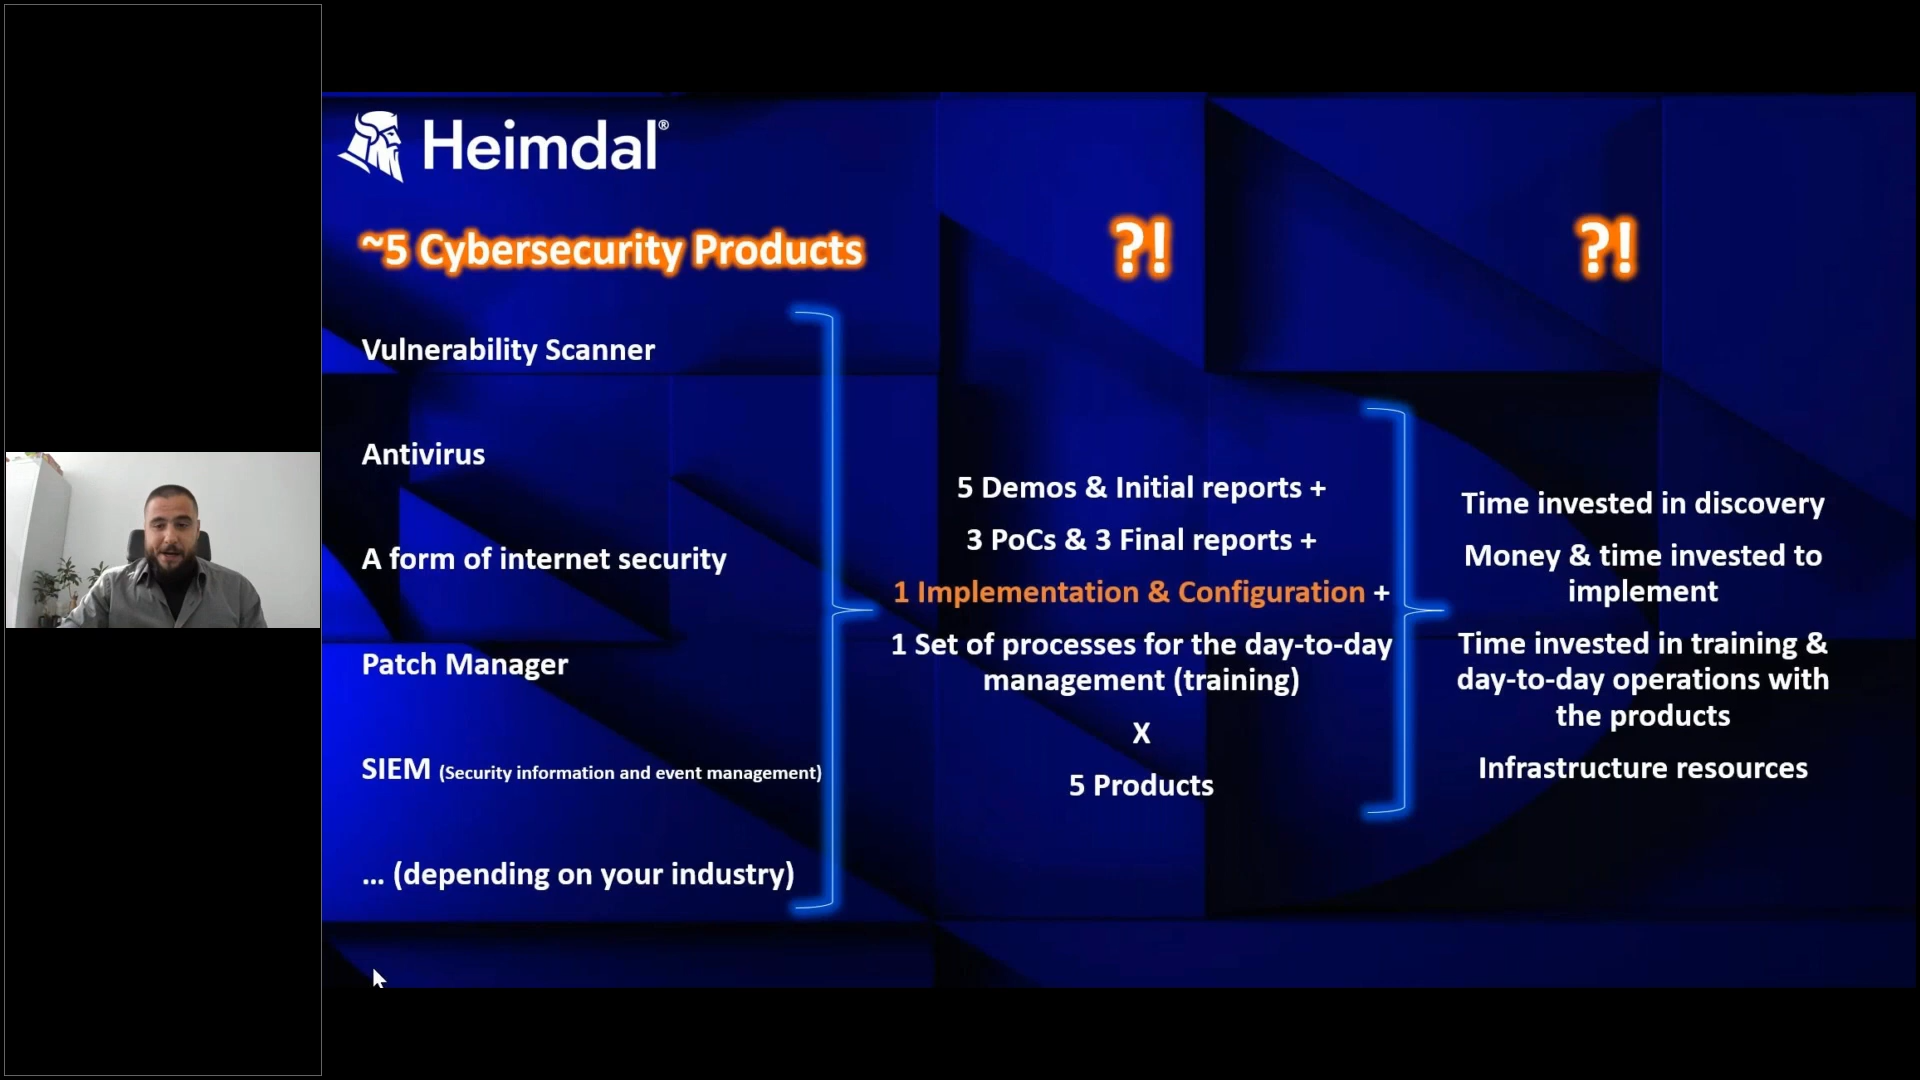 Heimdal®
~5 Cybersecurity Products
?!
?!
Vulnerability Scanner
Antivirus
A form of internet security
Patch Manager
SIEM (Security information and event management)
... (depending on your industry)
5 Demos & Initial reports +
3 PoCs & 3 Final reports +
1 Implementation & Configuration +
1 Set of processes for the day-to-day
management (training)
X
5 Products
Time invested in discovery
Money & time invested to
implement
Time invested in training &
day-to-day operations with
the products
Infrastructure resources